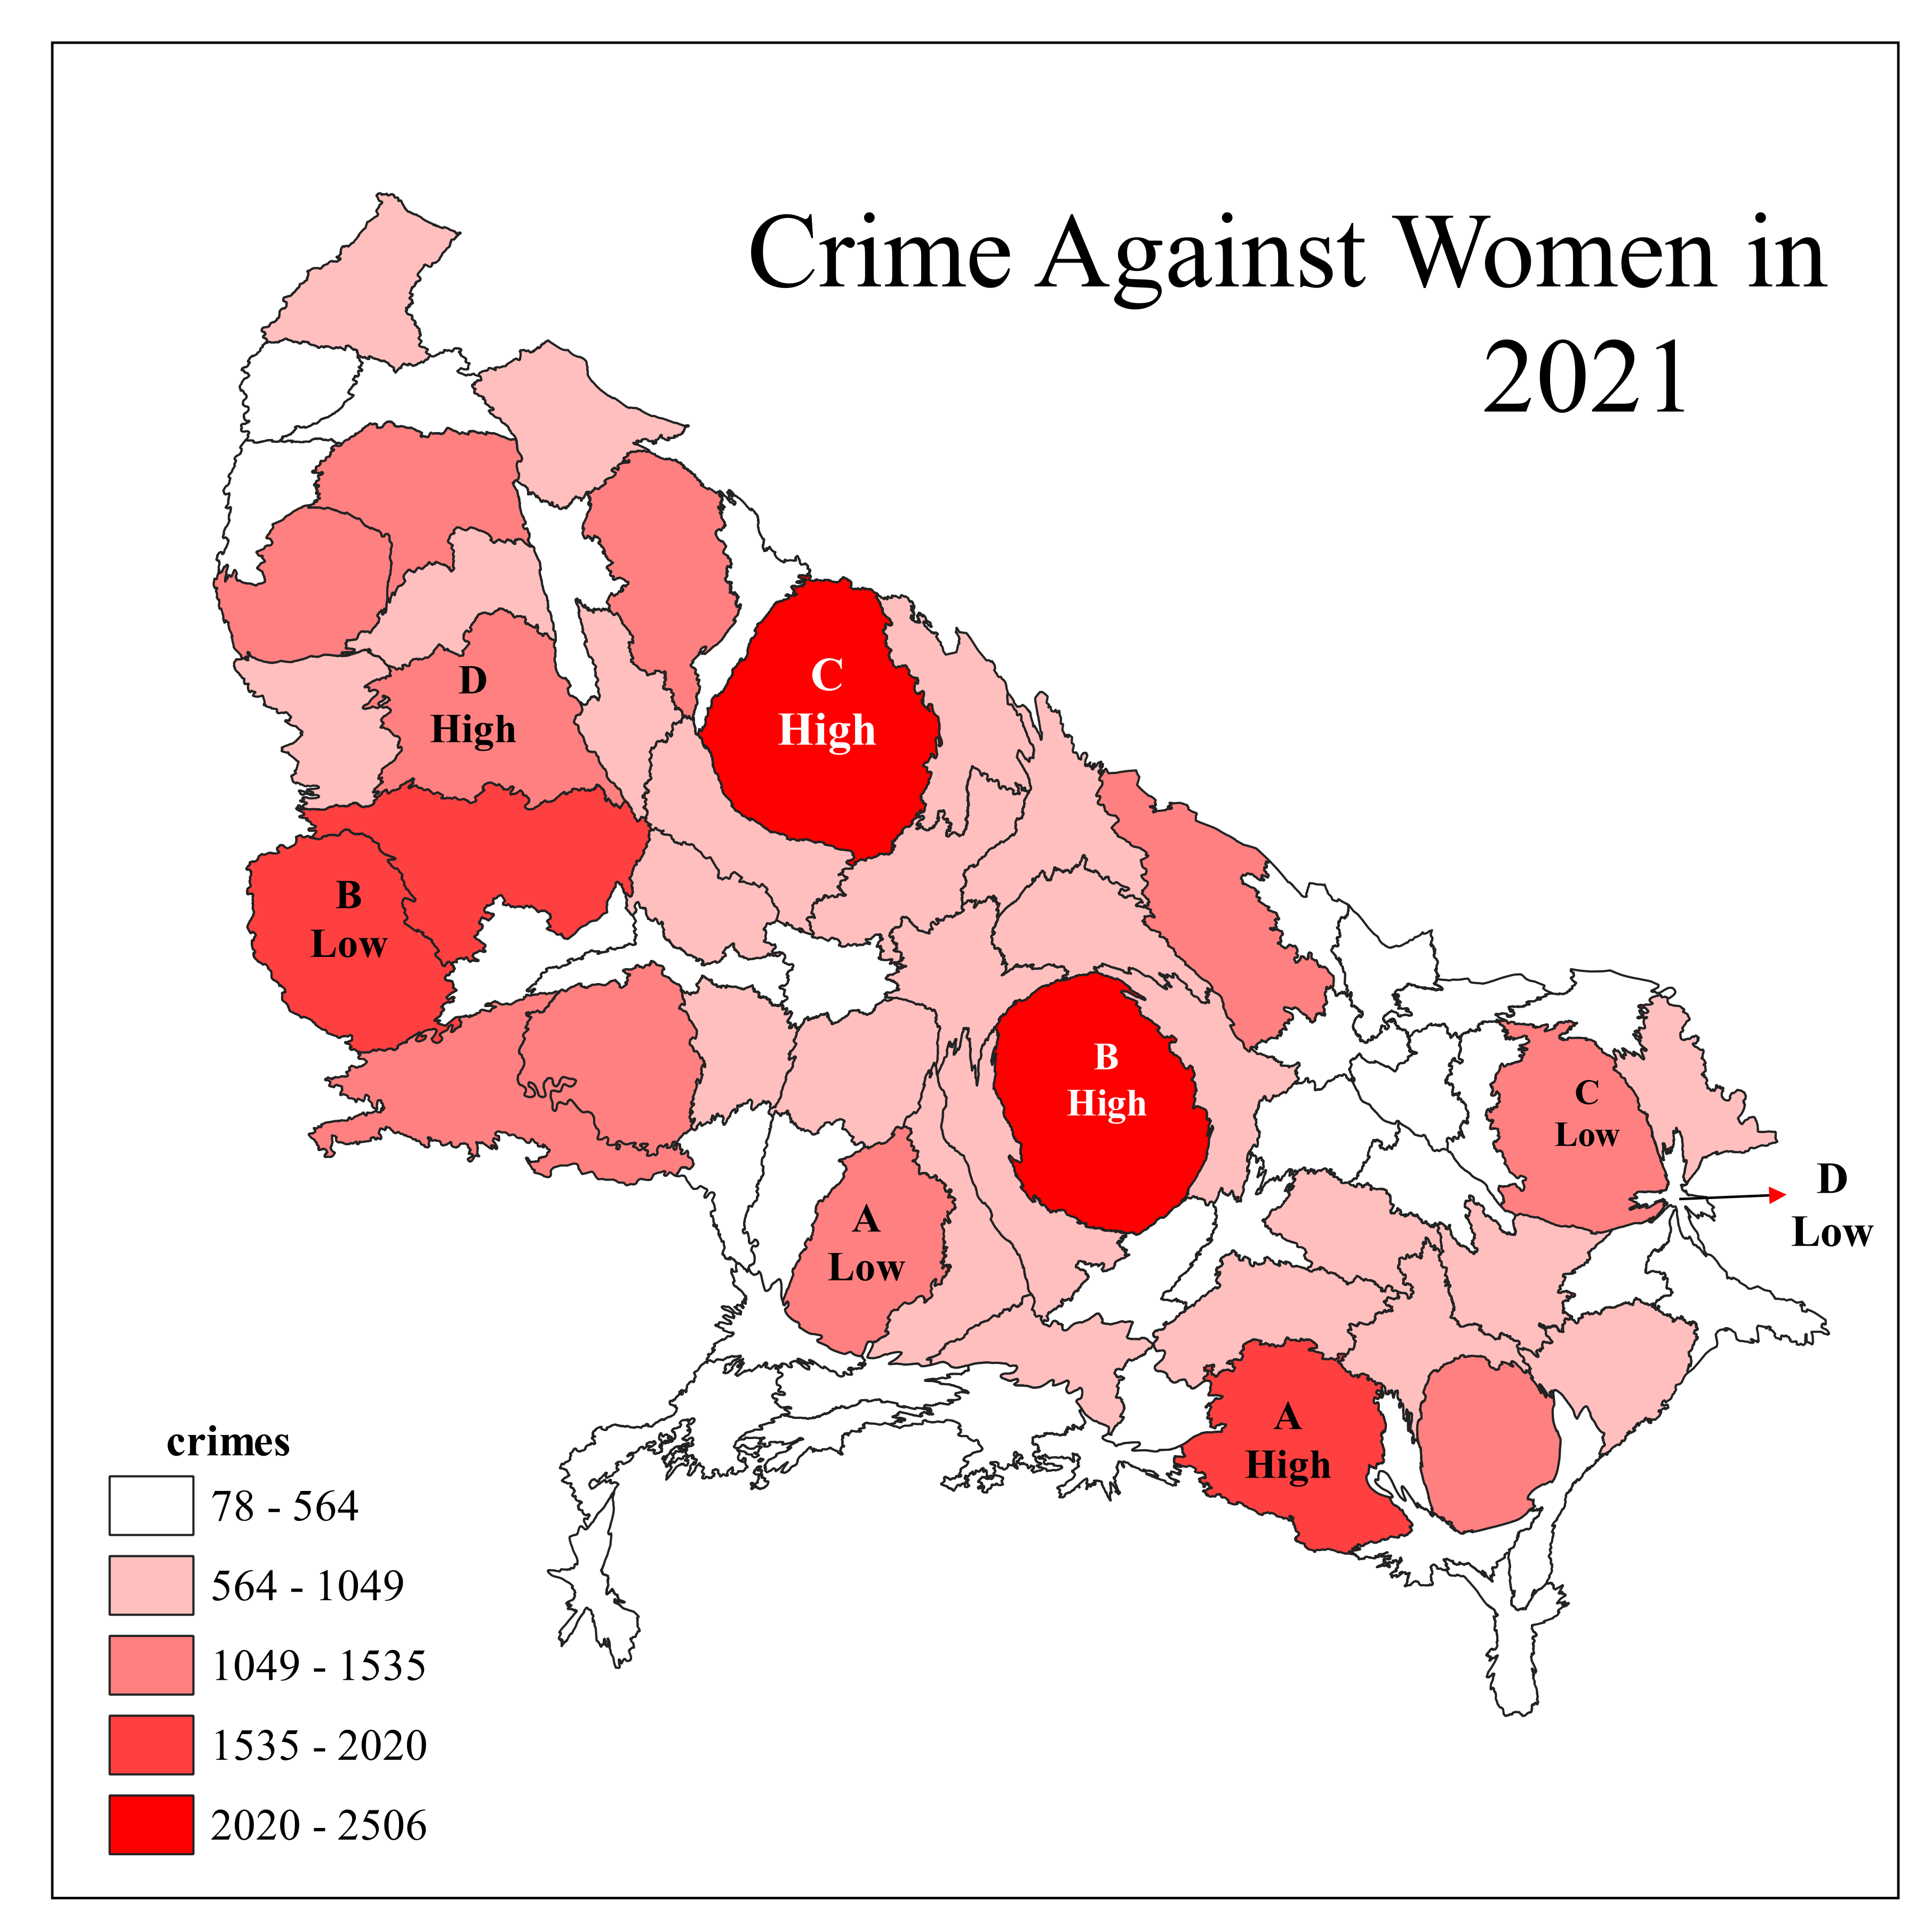 Crime Against Women in
2021
D
High
C
High
B
Low
B
High
C
Low
D
Low
A
Low
A
High
crimes
78 - 564
564 - 1049
1049 - 1535
1535 - 2020
2020 - 2506